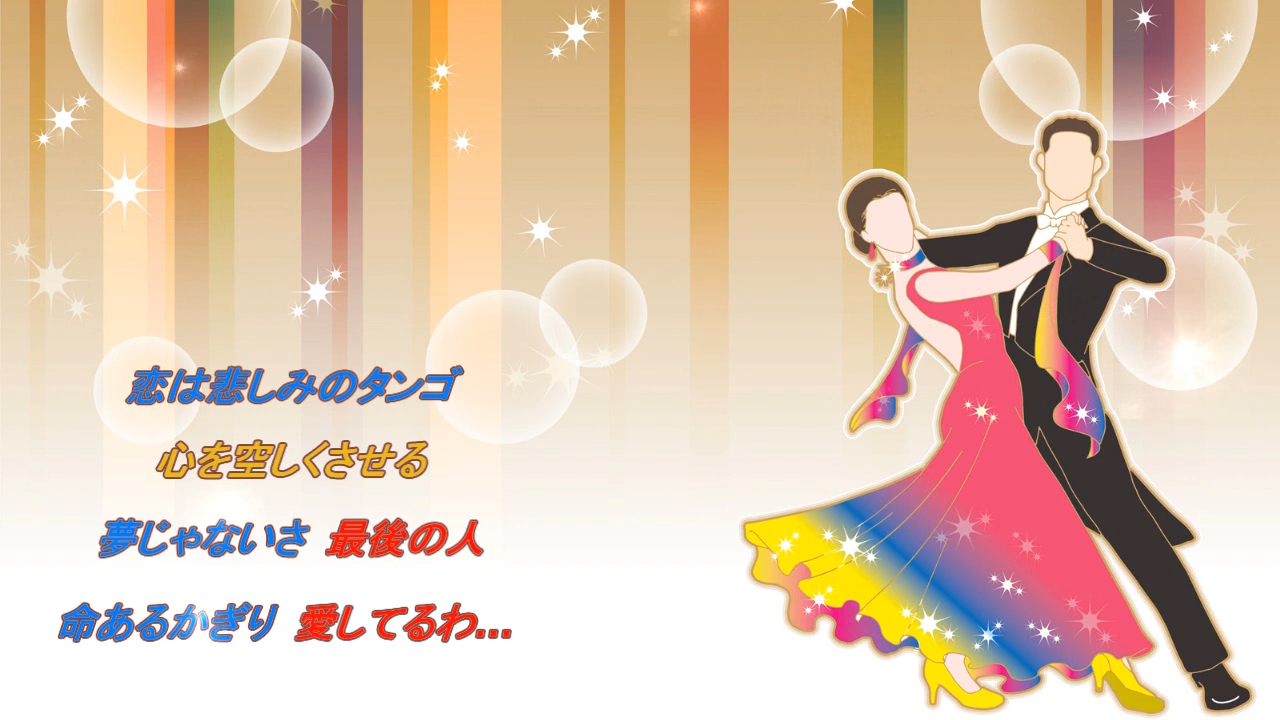 恋は悲しみのタンゴ
心を空しくさせる
夢じゃないさ 最後の人
命あるかぎり 愛してるわ...